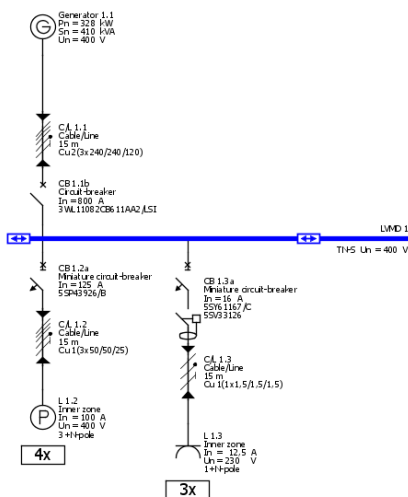 Generator 1.1
Pn = 328 kW
Sn = 410 kVA
Un = 400 V
C/L 1.1
Cable/Line
15 m
Cu 2(3x240/240/120)
CB 1.1b
Circuit-breaker
In = 800 A
3WL11082CB611AA2/LSI
LVMD 1
TN-S Un = 400 V
CB 1.2a
Miniature circuit-breaker
In = 125 A
5SP43926/B
CB 1.3a
Miniature circuit-breaker
In = 16 A
5SY61167/C
5SV33126
C/L 1.2
Cable/Line
15 m
Cu 1(3x50/50/25)
C/L 1.3
Cable/Line
15 m
Cu 1(1x1,5/1,5/1,5)
L 1.2
Inner zone
In = 100 A
Un = 400 V
3+N-pole
L 1.3
Inner zone
In = 12,5 A
Un = 230 V
1+N-pole
G
P
4x
3x